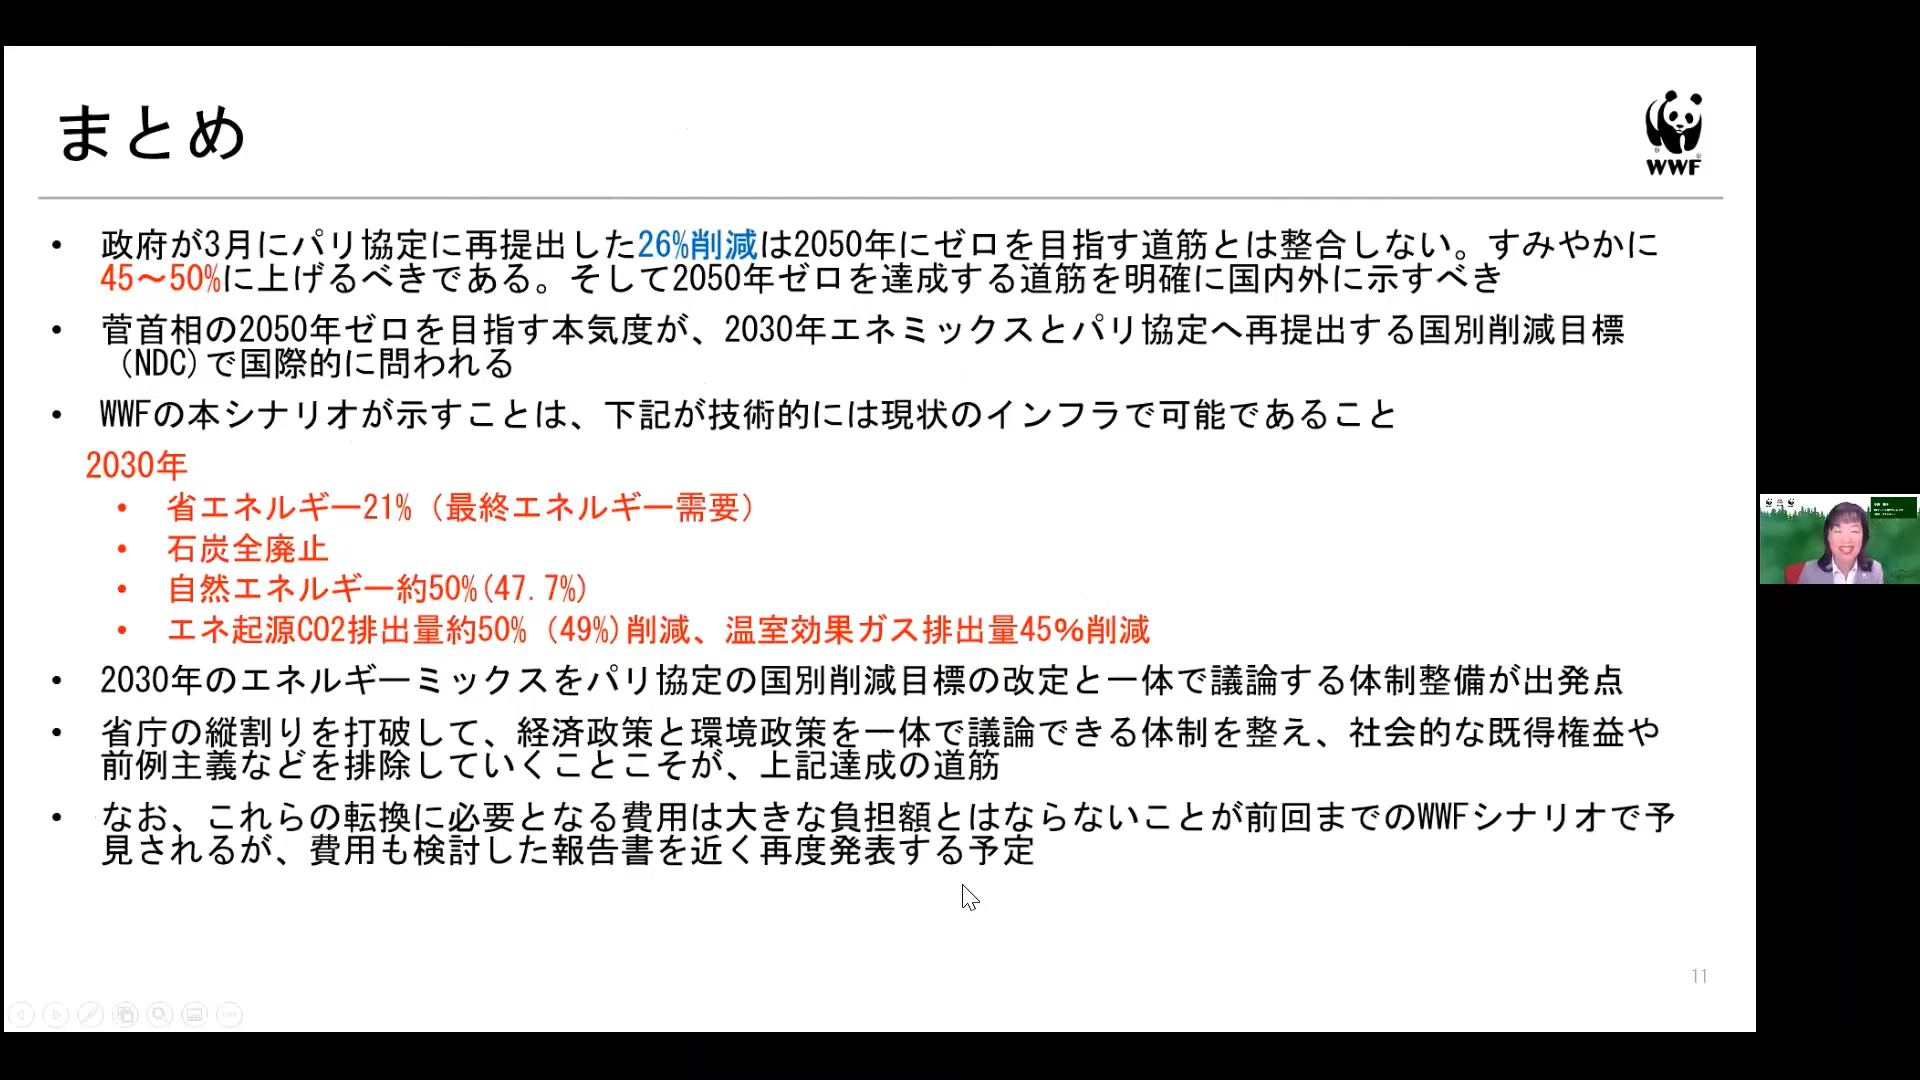 まとめ
WWF
• 政府が3月にパリ協定に再提出した26%削減は2050年にゼロを目指す道筋とは整合しない。すみやかに
45～50%に上げるべきである。そして2050年ゼロを達成する道筋を明確に国内外に示すべき
• 菅首相の2050年ゼロを目指す本気度が、2030年エネミックスとパリ協定へ再提出する国別削減目標
（NDC)で国際的に問われる
• WWFの本シナリオが示すことは、下記が技術的には現状のインフラで可能であること
2030年
• 省エネルギー21%（最終エネルギー需要）
• 石炭全廃止
• 自然エネルギー約50%(47.7%)
• エネ起源CO2排出量約50%（49%)削減、温室効果ガス排出量45%削減
• 2030年のエネルギーミックスをパリ協定の国別削減目標の改定と一体で議論する体制整備が出発点
• 省庁の縦割りを打破して、経済政策と環境政策を一体で議論できる体制を整え、社会的な既得権益や
前例主義などを排除していくことこそが、上記達成の道筋
• なお、これらの転換に必要となる費用は大きな負担額とはならないことが前回までのWWFシナリオで予
見されるが、費用も検討した報告書を近く再度発表する予定
11